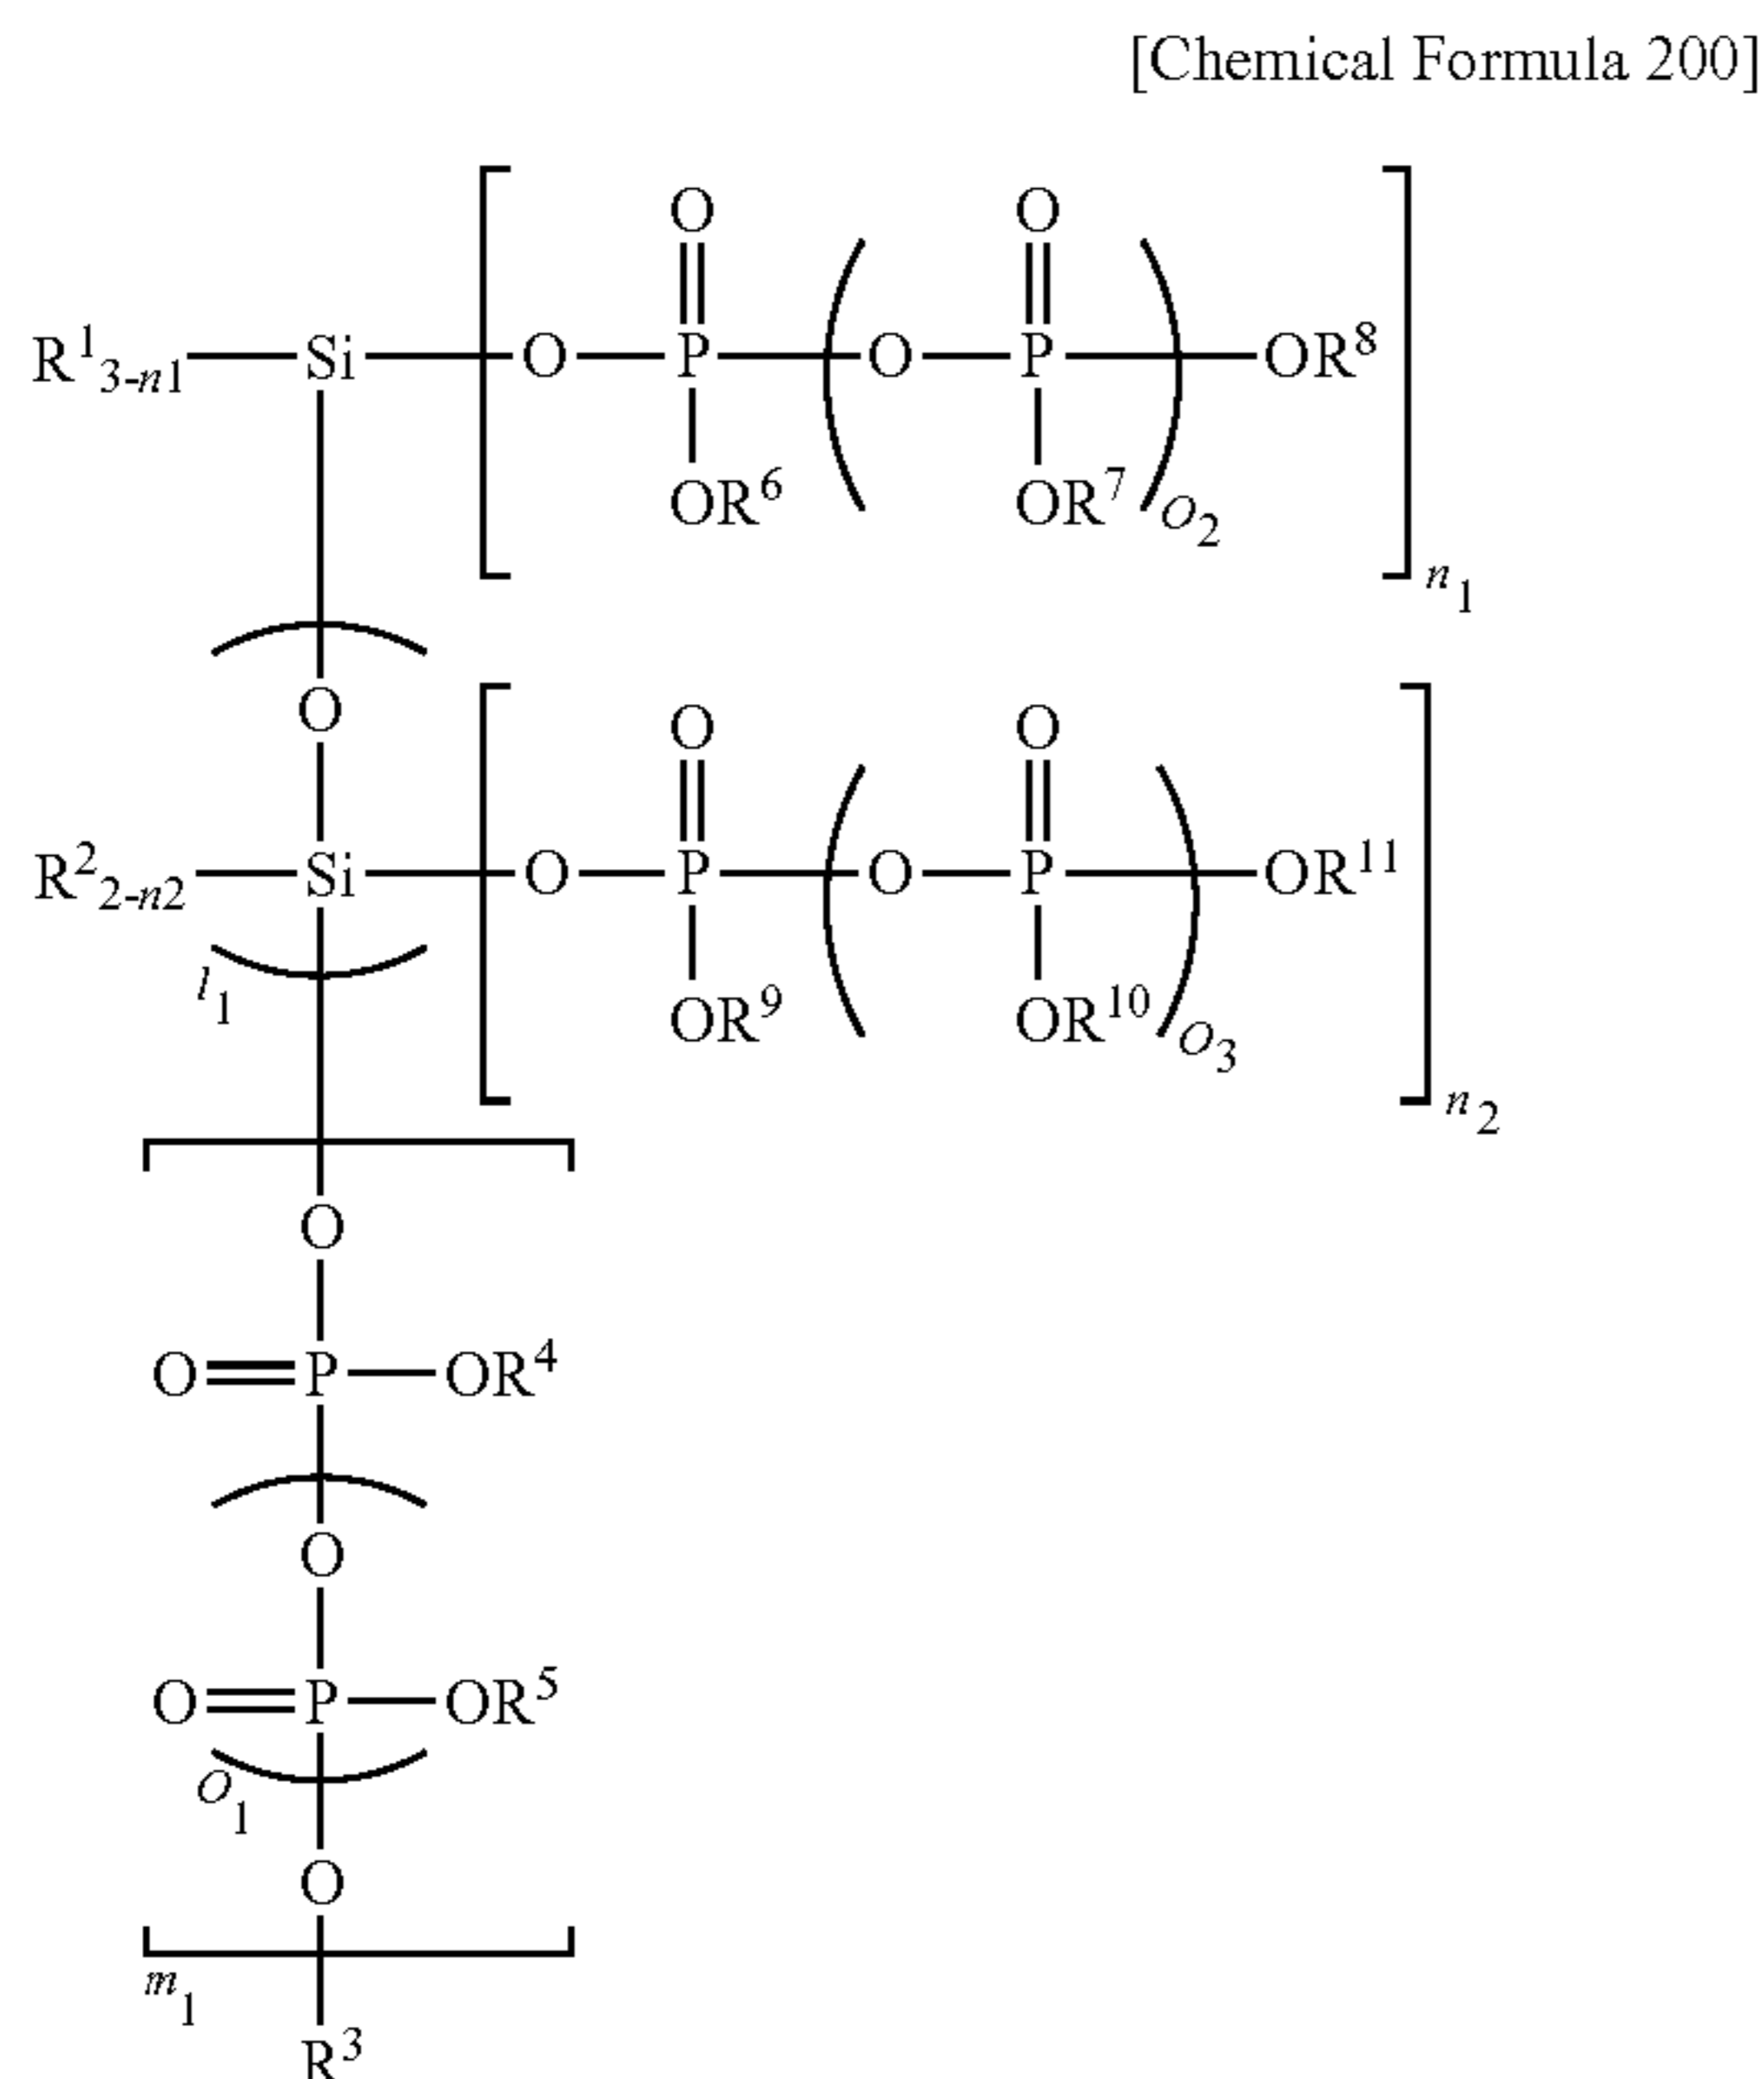 [Chemical Formula 200]
O O
R¹₃₋ₙ₁ Si O P O P OR⁸
OR⁶ OR⁷ O₂
n₁
O
O O
R²₂₋ₙ₂ Si O P O P OR¹¹
l₁ OR⁹ OR¹⁰ O₃
n₂
O
O P OR⁴
O
O P OR⁵
O₁
O
m₁
R³